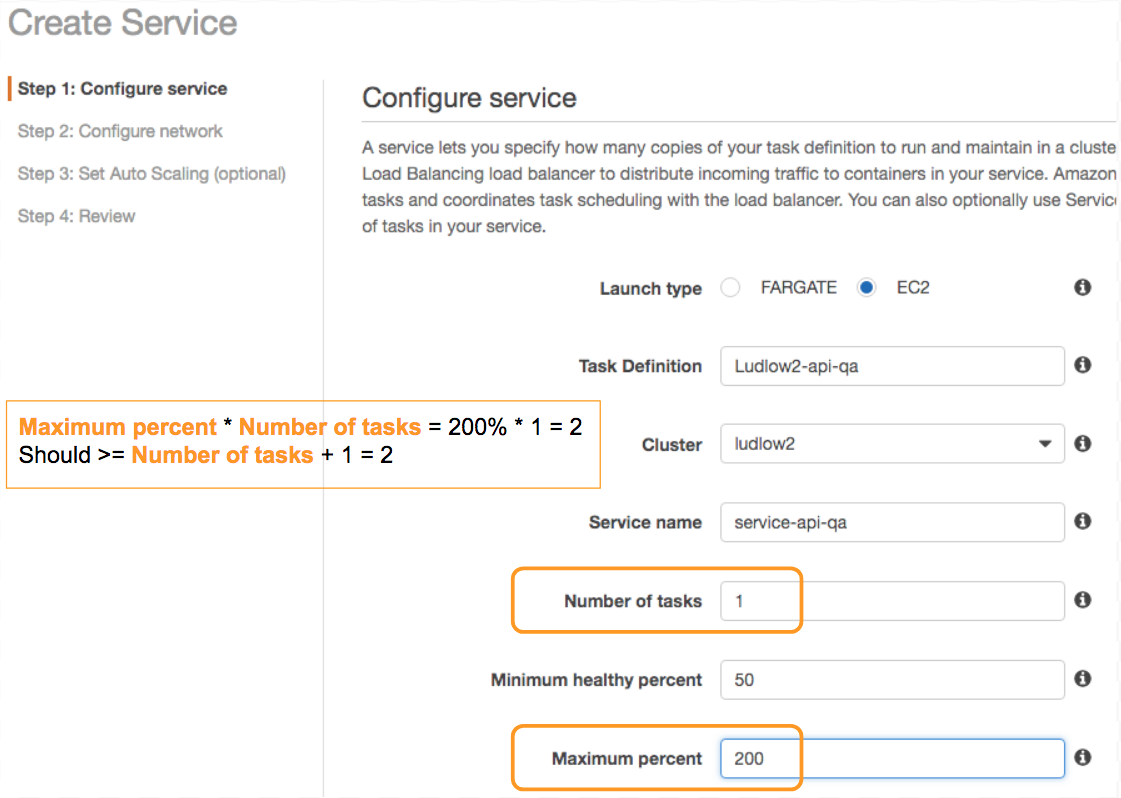 Create Service
Step 1: Configure service
Step 2: Configure network
Step 3: Set Auto Scaling (optional)
Step 4: Review
Configure service
A service lets you specify how many copies of your task definition to run and maintain in a cluste
Load Balancing load balancer to distribute incoming traffic to containers in your service. Amazon
tasks and coordinates task scheduling with the load balancer. You can also optionally use Servic
of tasks in your service.
Launch type FARGATE EC2
Task Definition Ludlow2-api-qa
Maximum percent * Number of tasks = 200% * 1 = 2
Should >= Number of tasks + 1 = 2
Cluster ludlow2
Service name service-api-qa
Number of tasks 1
Minimum healthy percent 50
Maximum percent 200